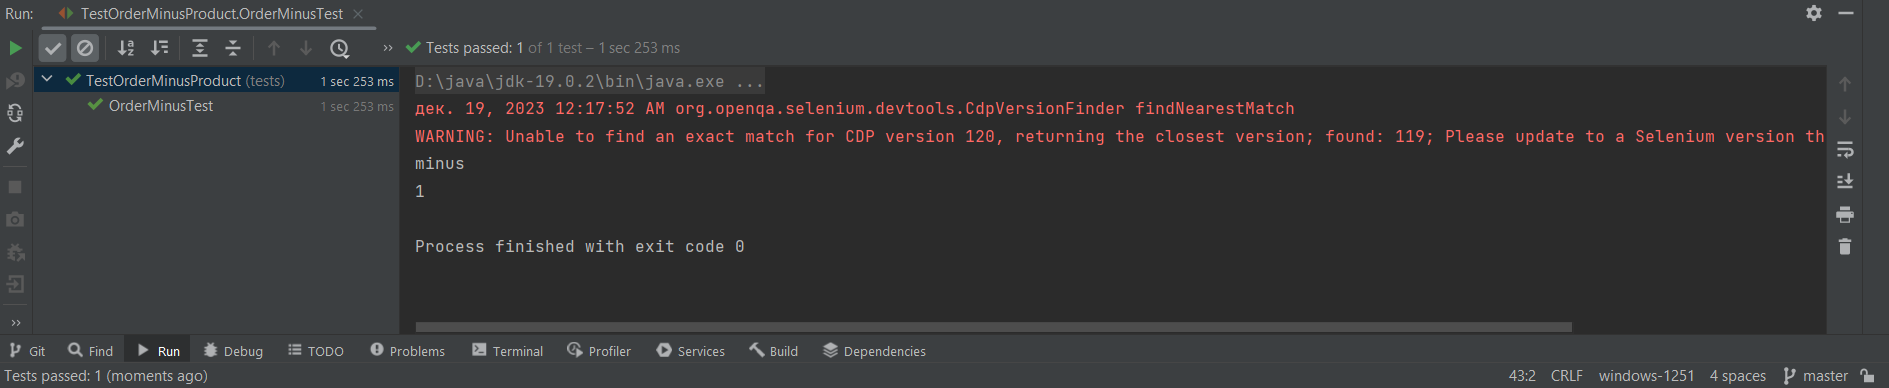 Run: TestOrderMinusProduct.OrderMinusTest
Tests passed: 1 of 1 test – 1 sec 253 ms
TestOrderMinusProduct (tests) 1 sec 253 ms
OrderMinusTest 1 sec 253 ms
D:\java\jdk-19.0.2\bin\java.exe ...
дек. 19, 2023 12:17:52 AM org.openqa.selenium.devtools.CdpVersionFinder findNearestMatch
WARNING: Unable to find an exact match for CDP version 120, returning the closest version; found: 119; Please update to a Selenium version th
minus
1
Process finished with exit code 0
Git Find Run Debug TODO Problems Terminal Profiler Services Build Dependencies
Tests passed: 1 (moments ago) 43:2 CRLF windows-1251 4 spaces master